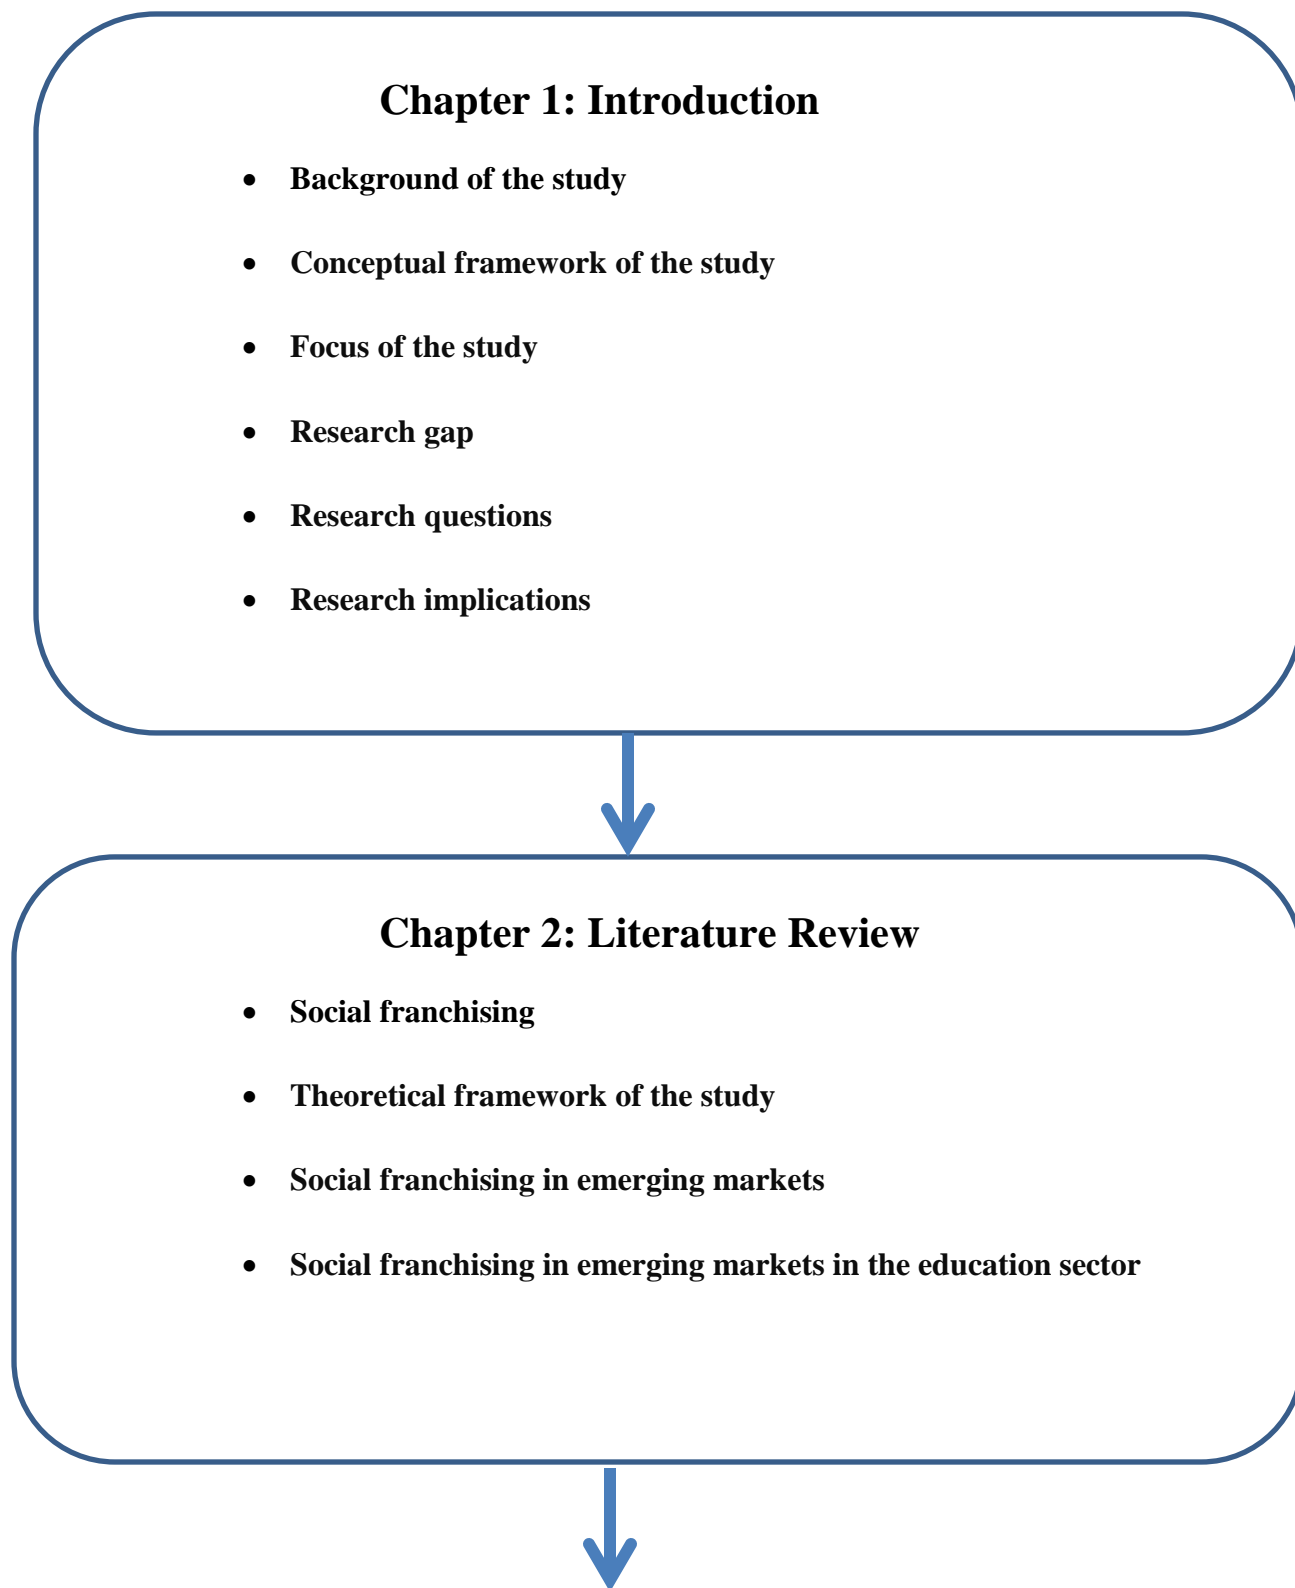 Chapter 1: Introduction
• Background of the study
• Conceptual framework of the study
• Focus of the study
• Research gap
• Research questions
• Research implications
Chapter 2: Literature Review
• Social franchising
• Theoretical framework of the study
• Social franchising in emerging markets
• Social franchising in emerging markets in the education sector